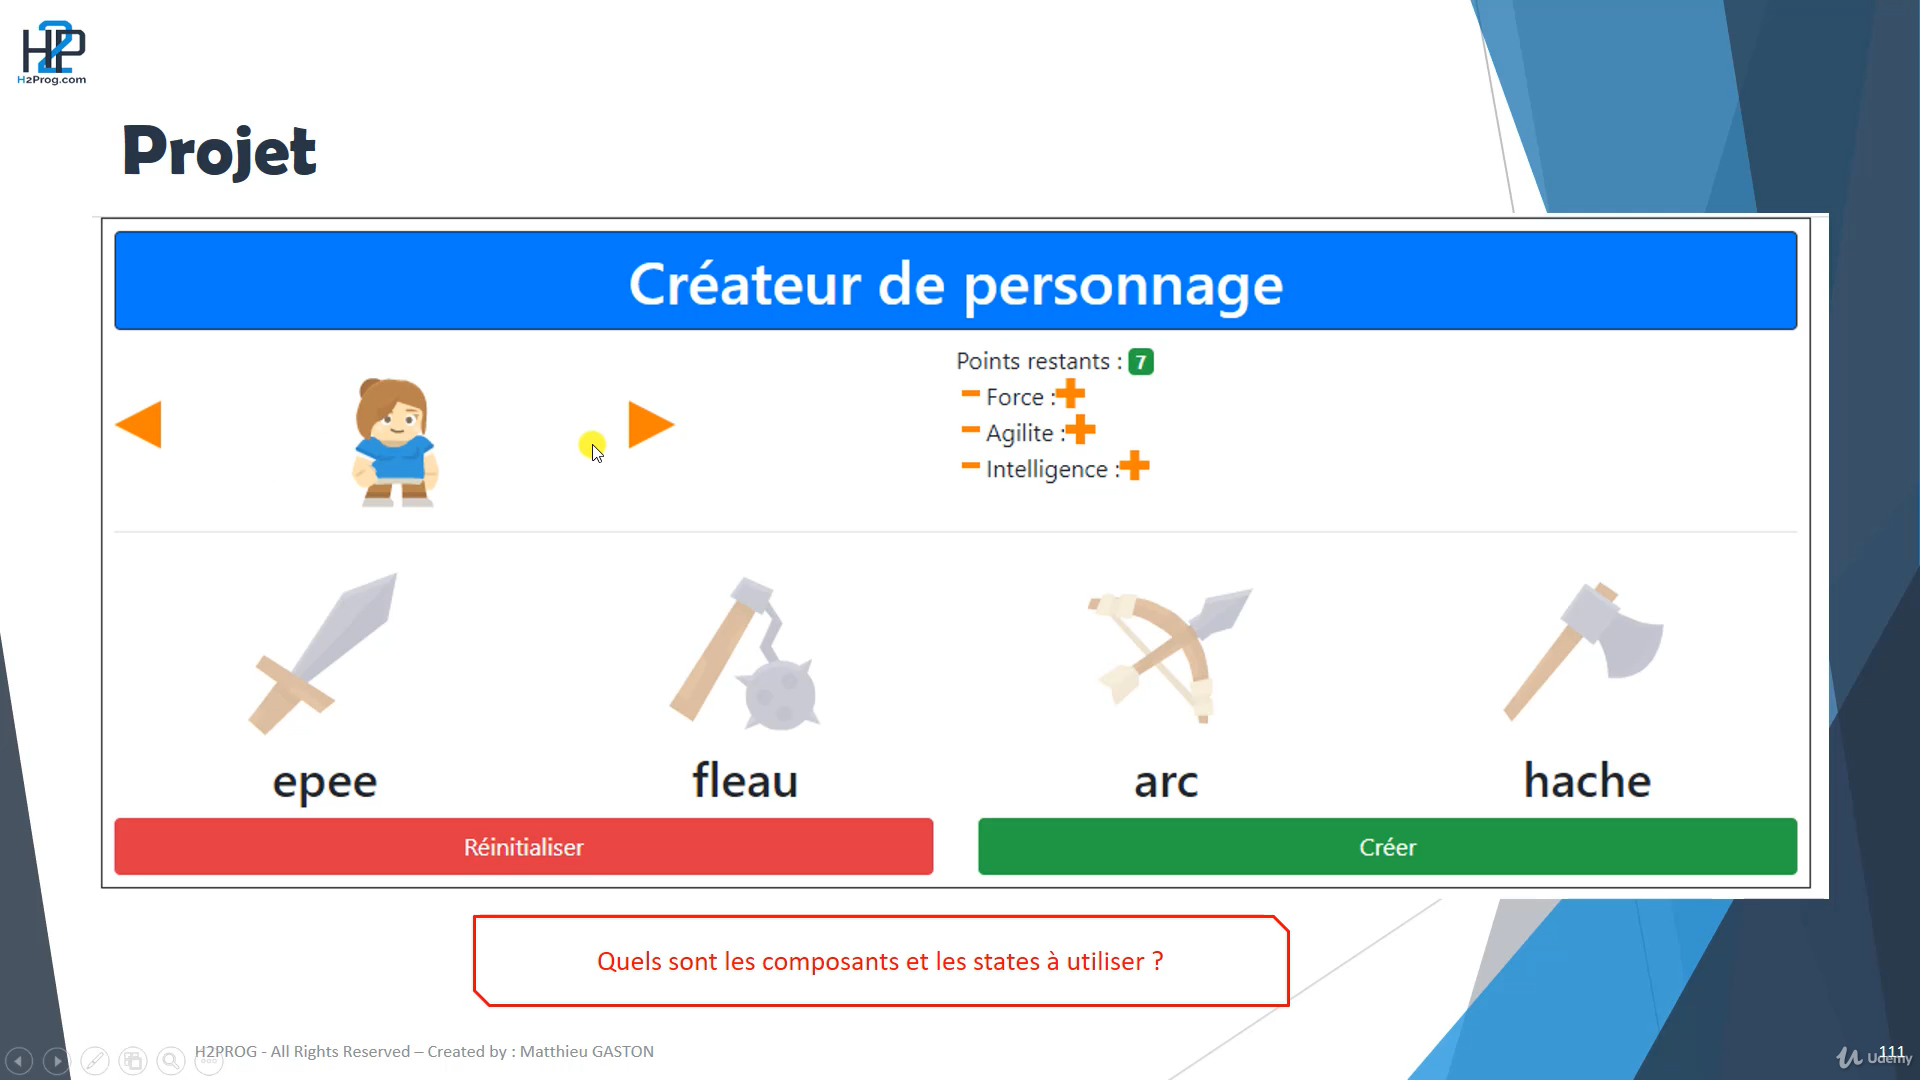 H2P
H2Prog.com
Projet
Créateur de personnage
Points restants : 7
Force :
Agilite :
Intelligence :
epee fleau arc hache
Réinitialiser Créer
Quels sont les composants et les states à utiliser ?
H2PROG - All Rights Reserved – Created by : Matthieu GASTON
111
Udemy